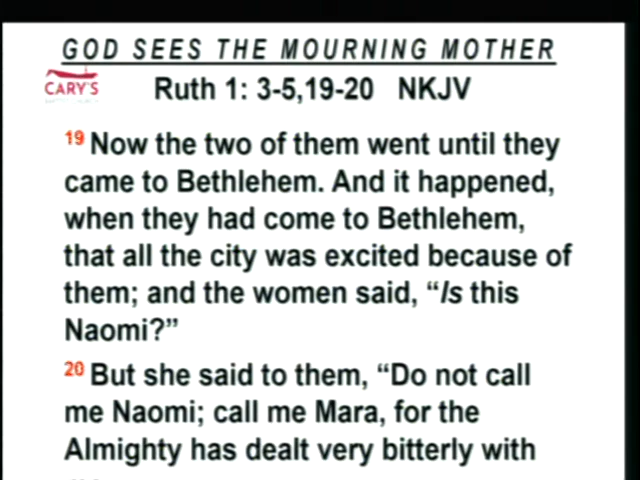 GOD SEES THE MOURNING MOTHER
CARY'S
Ruth 1: 3-5,19-20 NKJV
19 Now the two of them went until they
came to Bethlehem. And it happened,
when they had come to Bethlehem,
that all the city was excited because of
them; and the women said, “Is this
Naomi?”
20 But she said to them, “Do not call
me Naomi; call me Mara, for the
Almighty has dealt very bitterly with